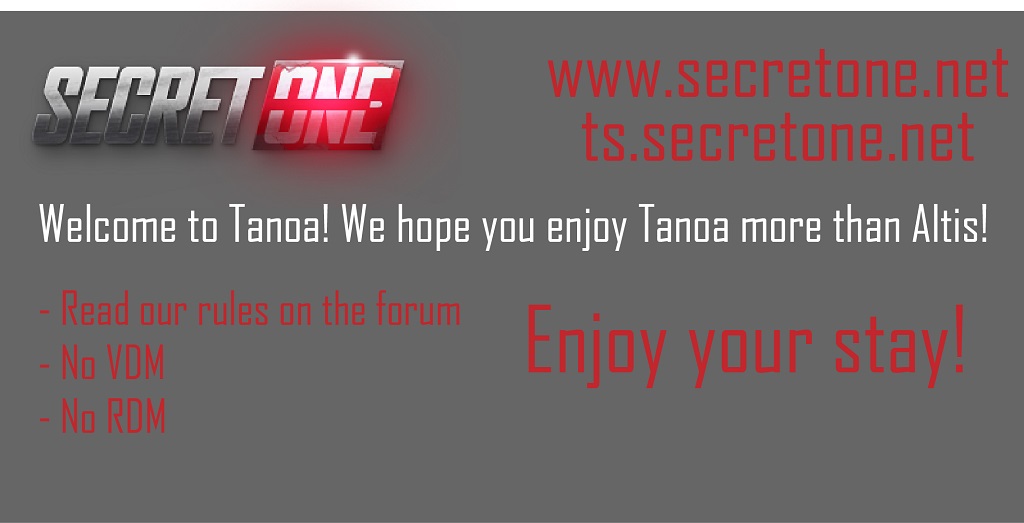 SECRET ONE
www.secretone.net
ts.secretone.net
Welcome to Tanoa! We hope you enjoy Tanoa more than Altis!
- Read our rules on the forum
- No VDM
- No RDM
Enjoy your stay!